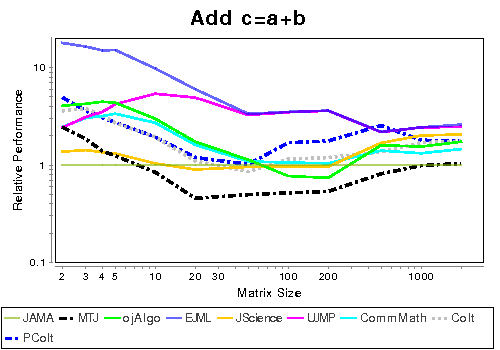 Add c=a+b
Relative Performance
10
1
0.1
2 3 4 5 10 20 30 100 200 1000
Matrix Size
JAMA MTJ ojAlgo EJML JScience UJMP CommMath Colt
PColt